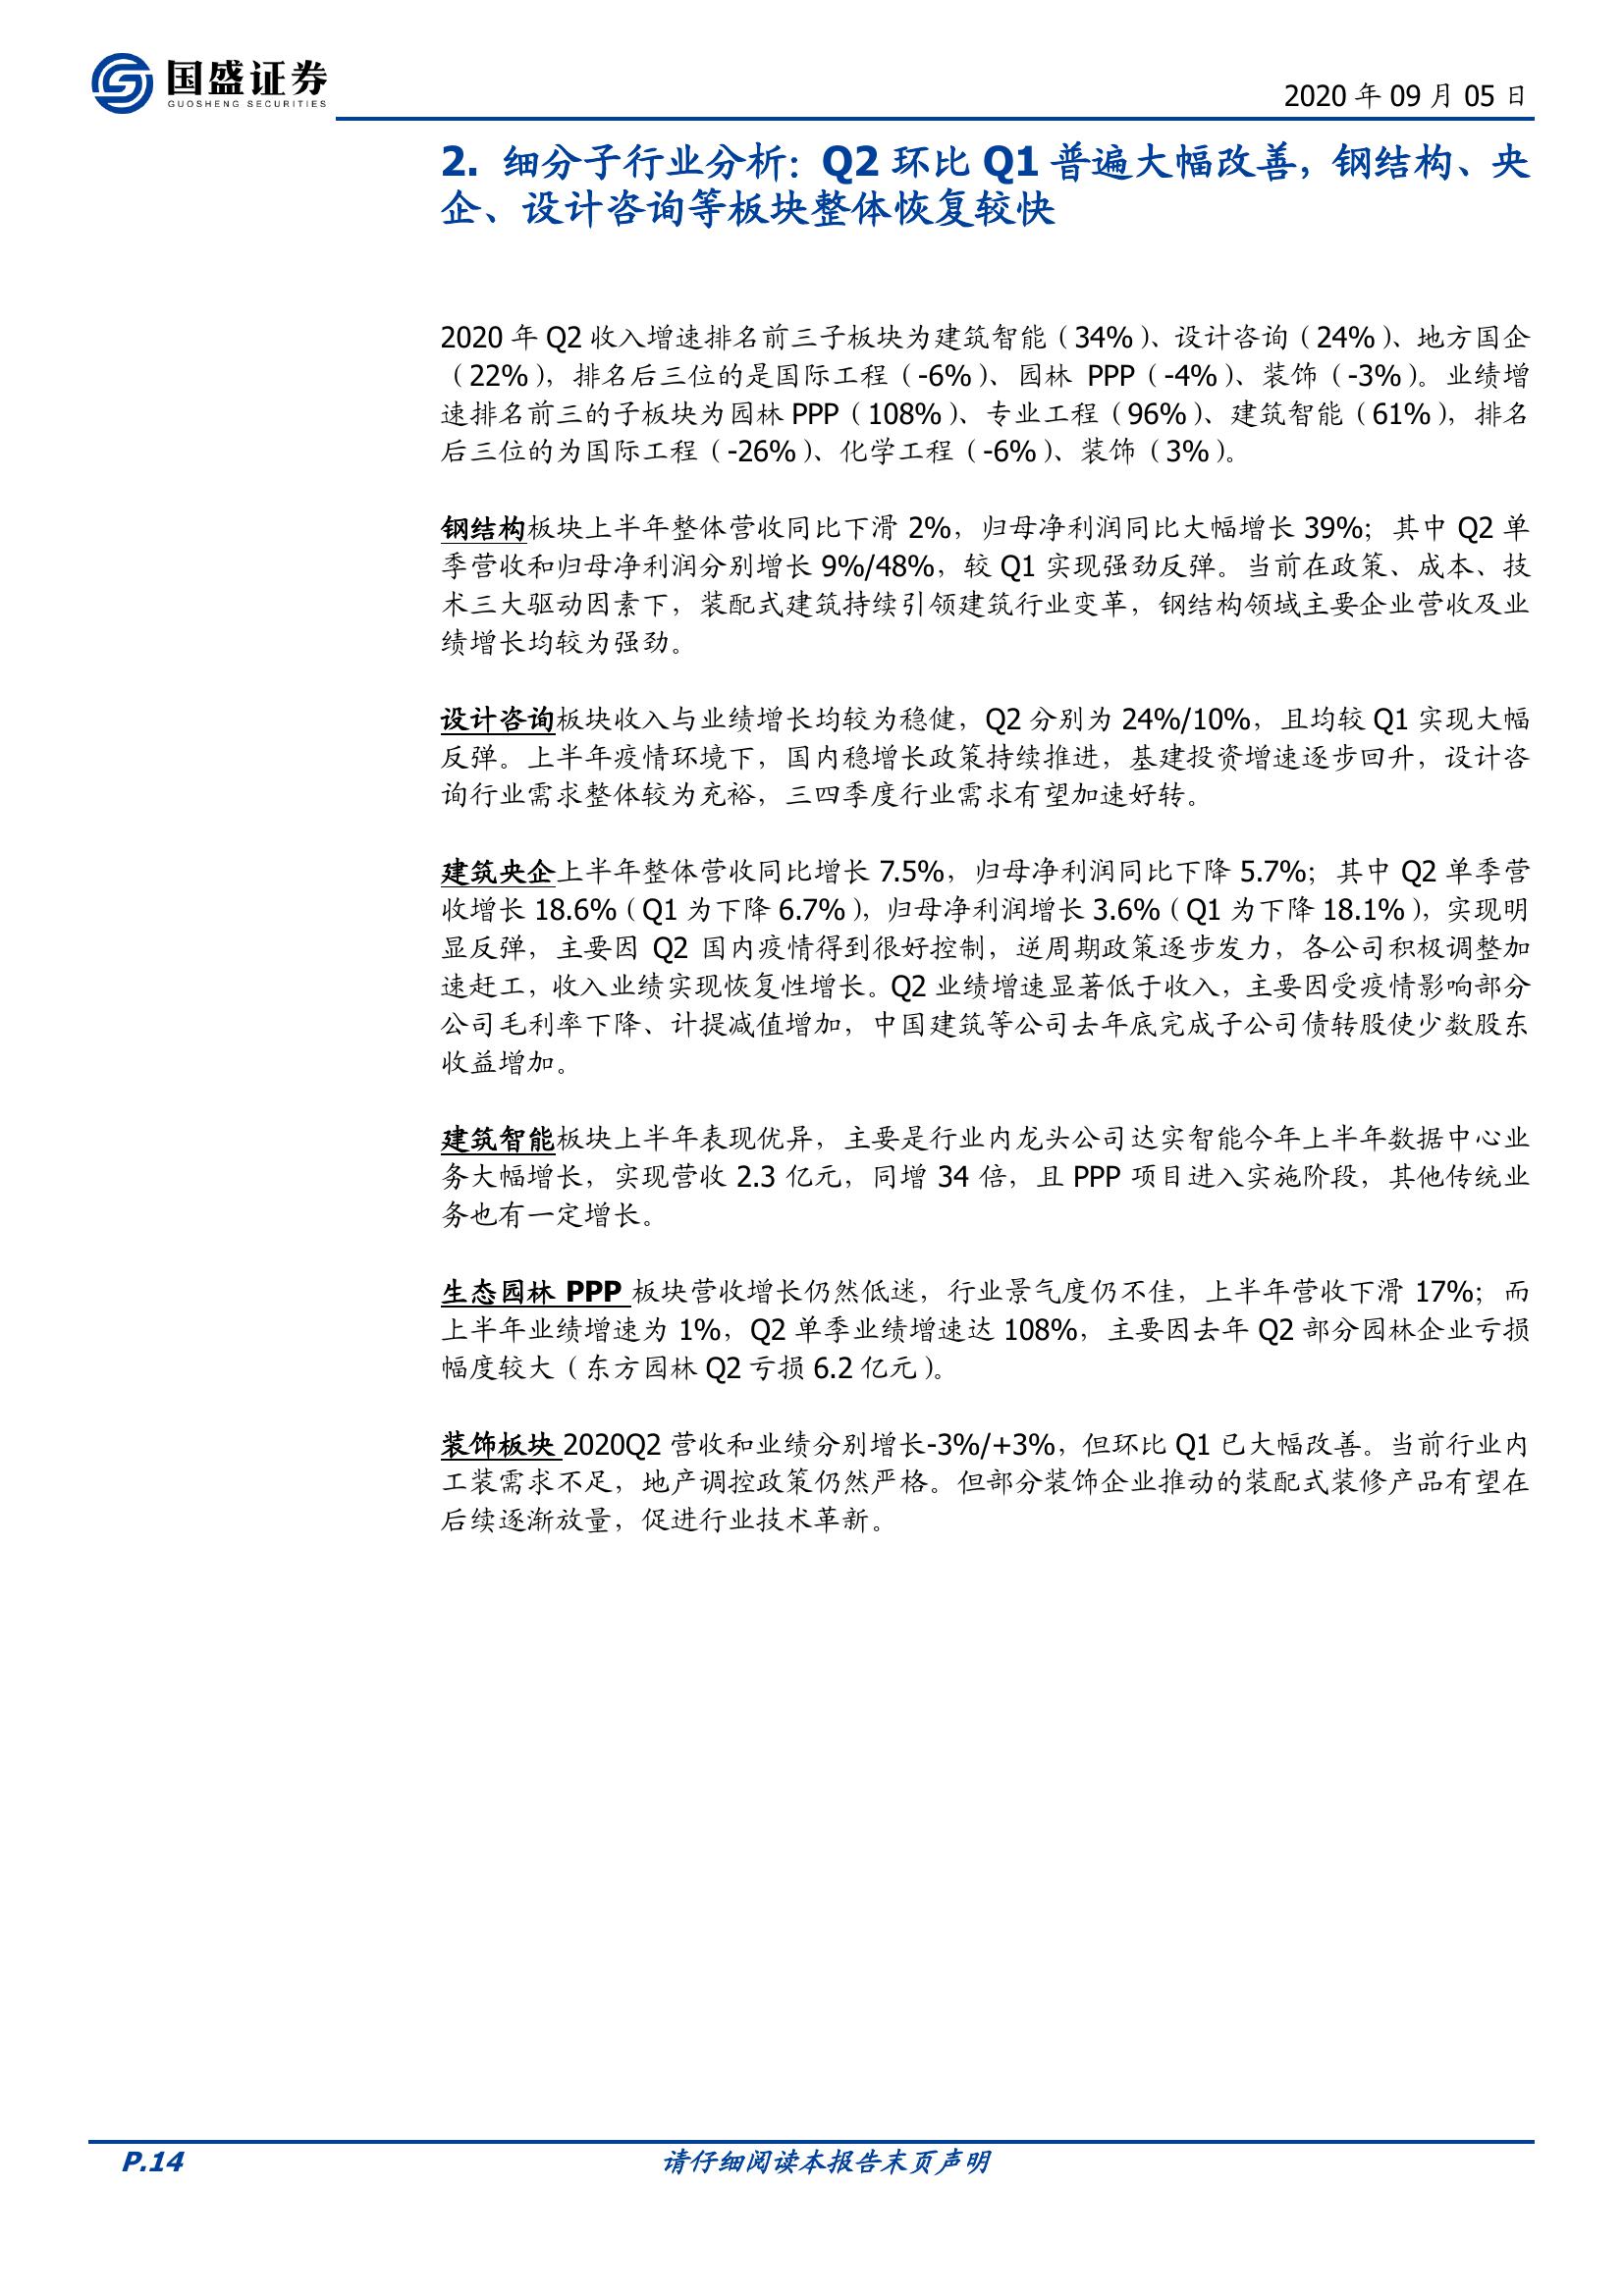 国盛证券
GUOSHENG SECURITIES
2020 年 09 月 05 日
2. 细分子行业分析：Q2 环比 Q1 普遍大幅改善，钢结构、央
企、设计咨询等板块整体恢复较快
2020 年 Q2 收入增速排名前三子板块为建筑智能（34%）、设计咨询（24%）、地方国企
（22%），排名后三位的是国际工程（-6%）、园林 PPP（-4%）、装饰（-3%）。业绩增
速排名前三的子板块为园林 PPP（108%）、专业工程（96%）、建筑智能（61%），排名
后三位的为国际工程（-26%）、化学工程（-6%）、装饰（3%）。
钢结构板块上半年整体营收同比下滑 2%，归母净利润同比大幅增长 39%；其中 Q2 单
季营收和归母净利润分别增长 9%/48%，较 Q1 实现强劲反弹。当前在政策、成本、技
术三大驱动因素下，装配式建筑持续引领建筑行业变革，钢结构领域主要企业营收及业
绩增长均较为强劲。
设计咨询板块收入与业绩增长均较为稳健，Q2 分别为 24%/10%，且均较 Q1 实现大幅
反弹。上半年疫情环境下，国内稳增长政策持续推进，基建投资增速逐步回升，设计咨
询行业需求整体较为充裕，三四季度行业需求有望加速好转。
建筑央企上半年整体营收同比增长 7.5%，归母净利润同比下降 5.7%；其中 Q2 单季营
收增长 18.6%（Q1 为下降 6.7%），归母净利润增长 3.6%（Q1 为下降 18.1%），实现明
显反弹，主要因 Q2 国内疫情得到很好控制，逆周期政策逐步发力，各公司积极调整加
速赶工，收入业绩实现恢复性增长。Q2 业绩增速显著低于收入，主要因受疫情影响部分
公司毛利率下降、计提减值增加，中国建筑等公司去年底完成子公司债转股使少数股东
收益增加。
建筑智能板块上半年表现优异，主要是行业内龙头公司达实智能今年上半年数据中心业
务大幅增长，实现营收 2.3 亿元，同增 34 倍，且 PPP 项目进入实施阶段，其他传统业
务也有一定增长。
生态园林 PPP 板块营收增长仍然低迷，行业景气度仍不佳，上半年营收下滑 17%；而
上半年业绩增速为 1%，Q2 单季业绩增速达 108%，主要因去年 Q2 部分园林企业亏损
幅度较大（东方园林 Q2 亏损 6.2 亿元）。
装饰板块 2020Q2 营收和业绩分别增长-3%/+3%，但环比 Q1 已大幅改善。当前行业内
工装需求不足，地产调控政策仍然严格。但部分装饰企业推动的装配式装修产品有望在
后续逐渐放量，促进行业技术革新。
P.14
请仔细阅读本报告末页声明